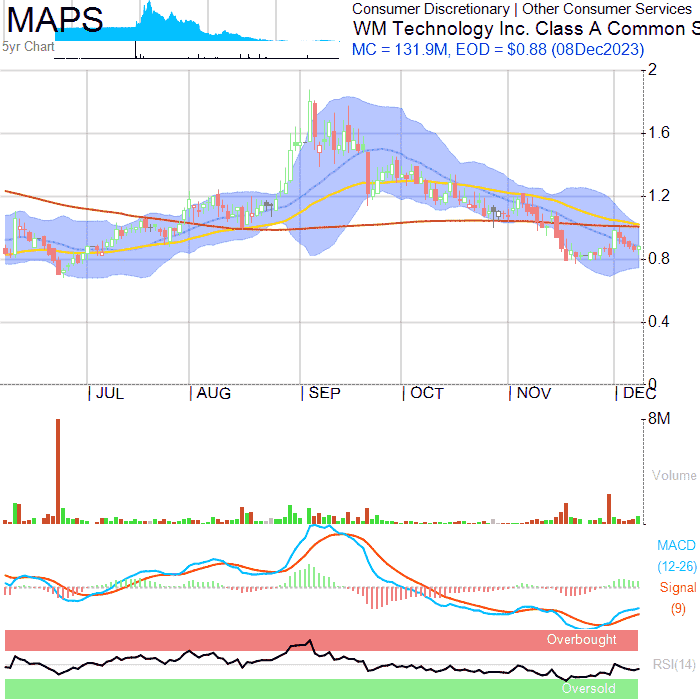 MAPS
5yr Chart
Consumer Discretionary | Other Consumer Services
WM Technology Inc. Class A Common S
MC = 131.9M, EOD = $0.88 (08Dec2023)
2
1.6
1.2
0.8
0.4
0
JUL AUG SEP OCT NOV DEC
8M
Volume
MACD
(12-26)
Signal
(9)
Overbought
RSI(14)
Oversold